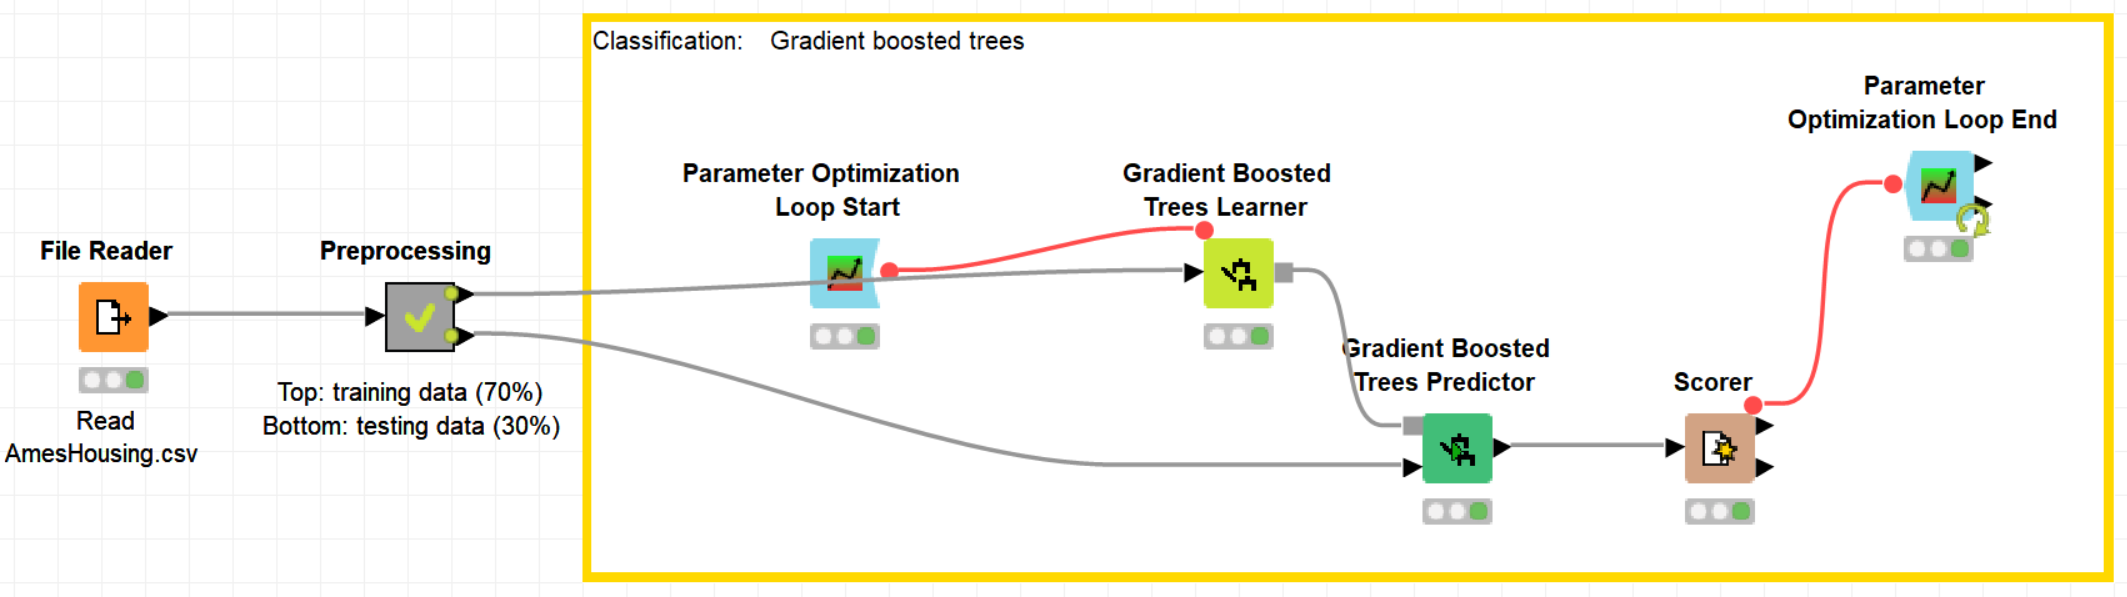 Classification: Gradient boosted trees
Parameter
Optimization Loop End
Parameter Optimization
Loop Start
Gradient Boosted
Trees Learner
File Reader
Preprocessing
Gradient Boosted
Trees Predictor
Scorer
Top: training data (70%)
Bottom: testing data (30%)
Read
AmesHousing.csv